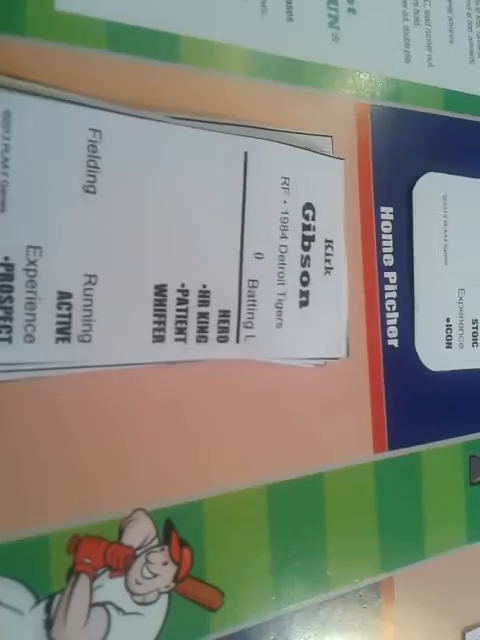 Kirk
Gibson
RF • 1984 Detroit Tigers
0 Batting L
HERO
•HR KING
•PATIENT
WHIFFER
Fielding
Running
ACTIVE
Experience
•PROSPECT
Home Pitcher
STOIC
Experience
•ICON